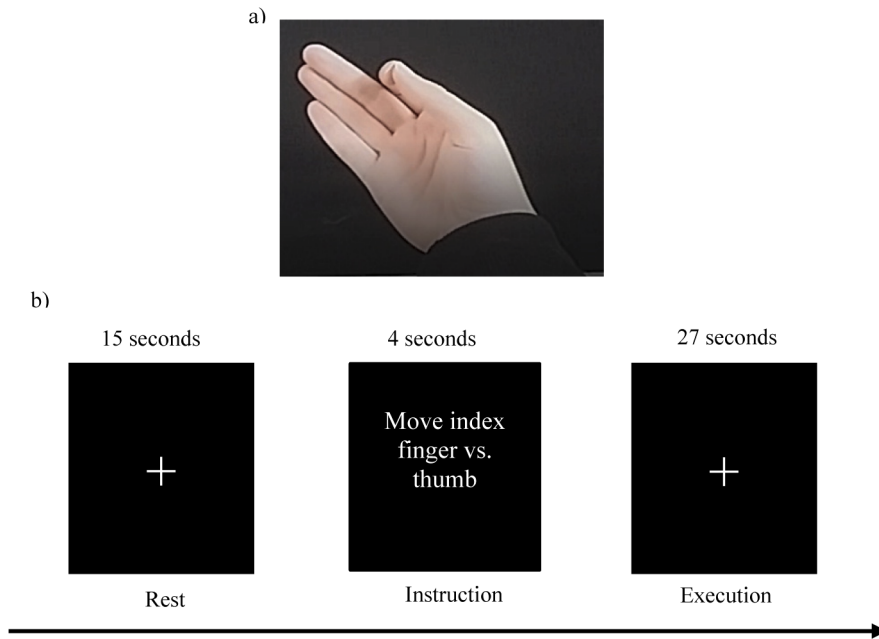 a)
b)
15 seconds
4 seconds
27 seconds
Move index
finger vs.
thumb
Rest
Instruction
Execution